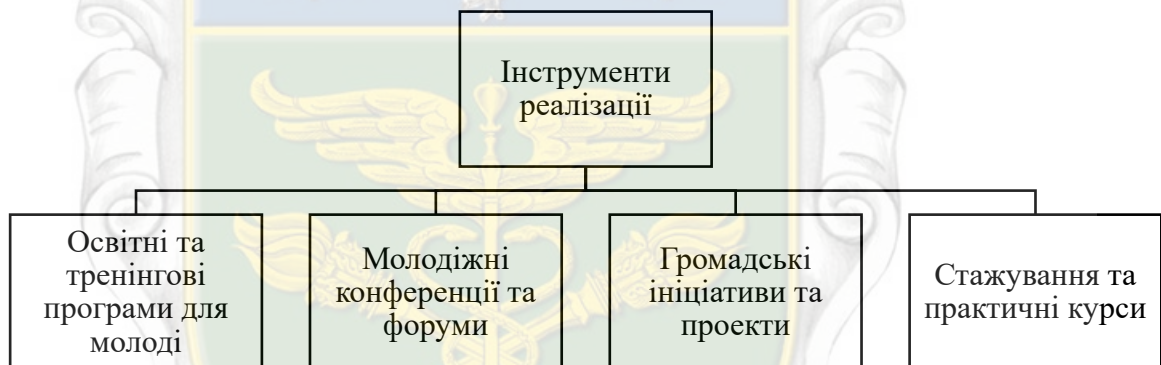 Інструменти
реалізації
Освітні та
тренінгові
програми для
молоді
Молодіжні
конференції та
форуми
Громадські
ініціативи та
проекти
Стажування та
практичні курси